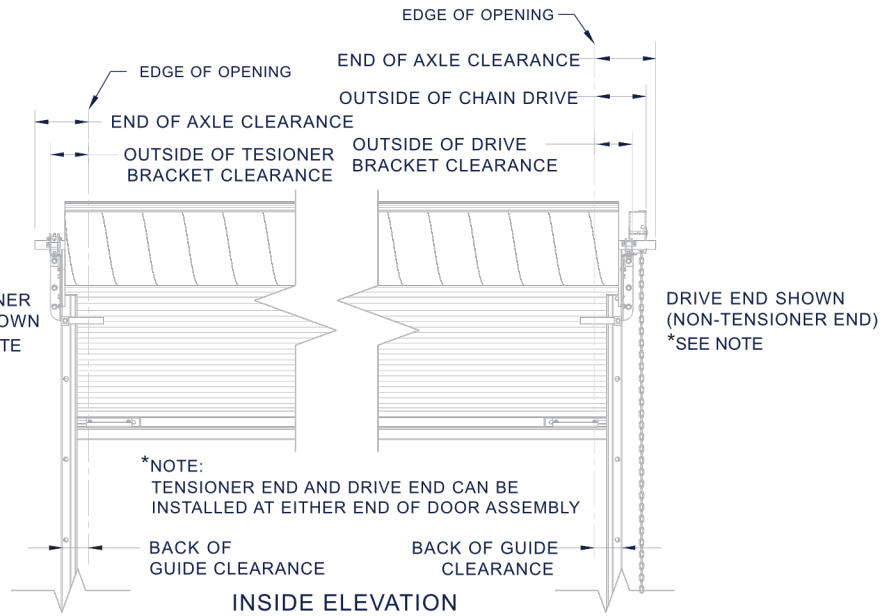 EDGE OF OPENING
END OF AXLE CLEARANCE
OUTSIDE OF CHAIN DRIVE
OUTSIDE OF DRIVE
BRACKET CLEARANCE
EDGE OF OPENING
END OF AXLE CLEARANCE
OUTSIDE OF TESIONER
BRACKET CLEARANCE
DRIVE END SHOWN
(NON-TENSIONER END)
*SEE NOTE
*NOTE:
TENSIONER END AND DRIVE END CAN BE
INSTALLED AT EITHER END OF DOOR ASSEMBLY
BACK OF
GUIDE CLEARANCE
BACK OF GUIDE
CLEARANCE
INSIDE ELEVATION